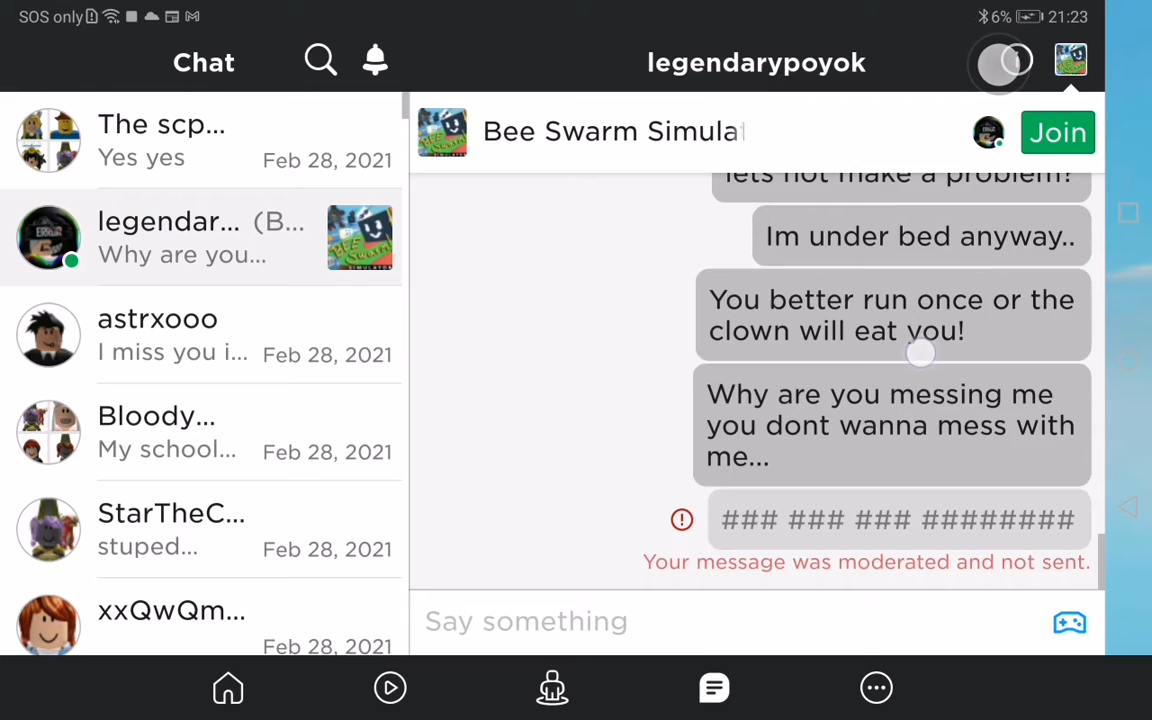 SOS only
6%
21:23
Chat
legendarypoyok
The scp...
Yes yes
Feb 28, 2021
legendar... (B...
Why are you...
BEE SWARM
SIMULATOR
astrxooo
I miss you i...
Feb 28, 2021
Bloody...
My school...
Feb 28, 2021
StarTheC...
stuped...
Feb 28, 2021
xxQwQm...
Feb 28, 2021
Bee Swarm Simulat
Join
lets not make a problem?
Im under bed anyway..
You better run once or the
clown will eat you!
Why are you messing me
you dont wanna mess with
me...
### ### ### ########
Your message was moderated and not sent.
Say something